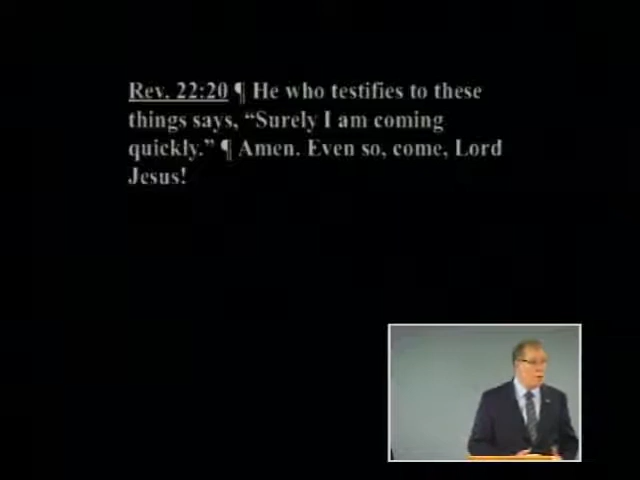 Rev. 22:20 ¶ He who testifies to these
things says, “Surely I am coming
quickly.” ¶ Amen. Even so, come, Lord
Jesus!